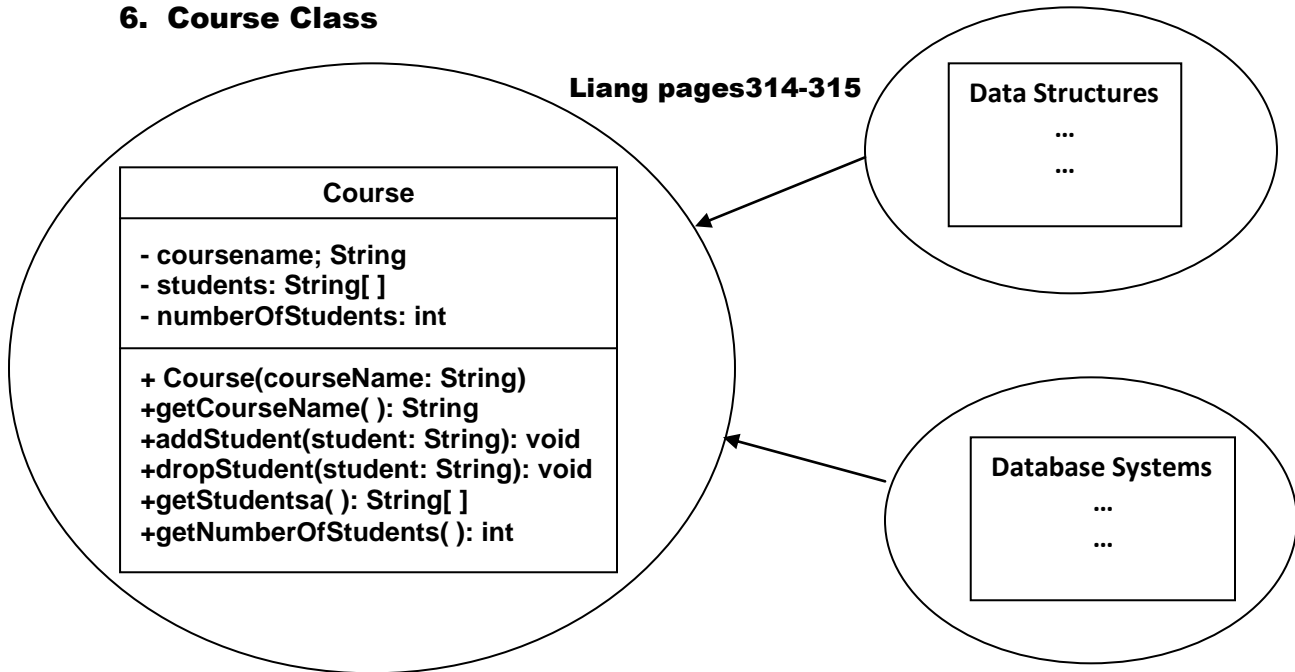 6. Course Class
Liang pages314-315
Course
- coursename; String
- students: String[ ]
- numberOfStudents: int
+ Course(courseName: String)
+getCourseName( ): String
+addStudent(student: String): void
+dropStudent(student: String): void
+getStudentsa( ): String[ ]
+getNumberOfStudents( ): int
Data Structures
...
...
Database Systems
...
...